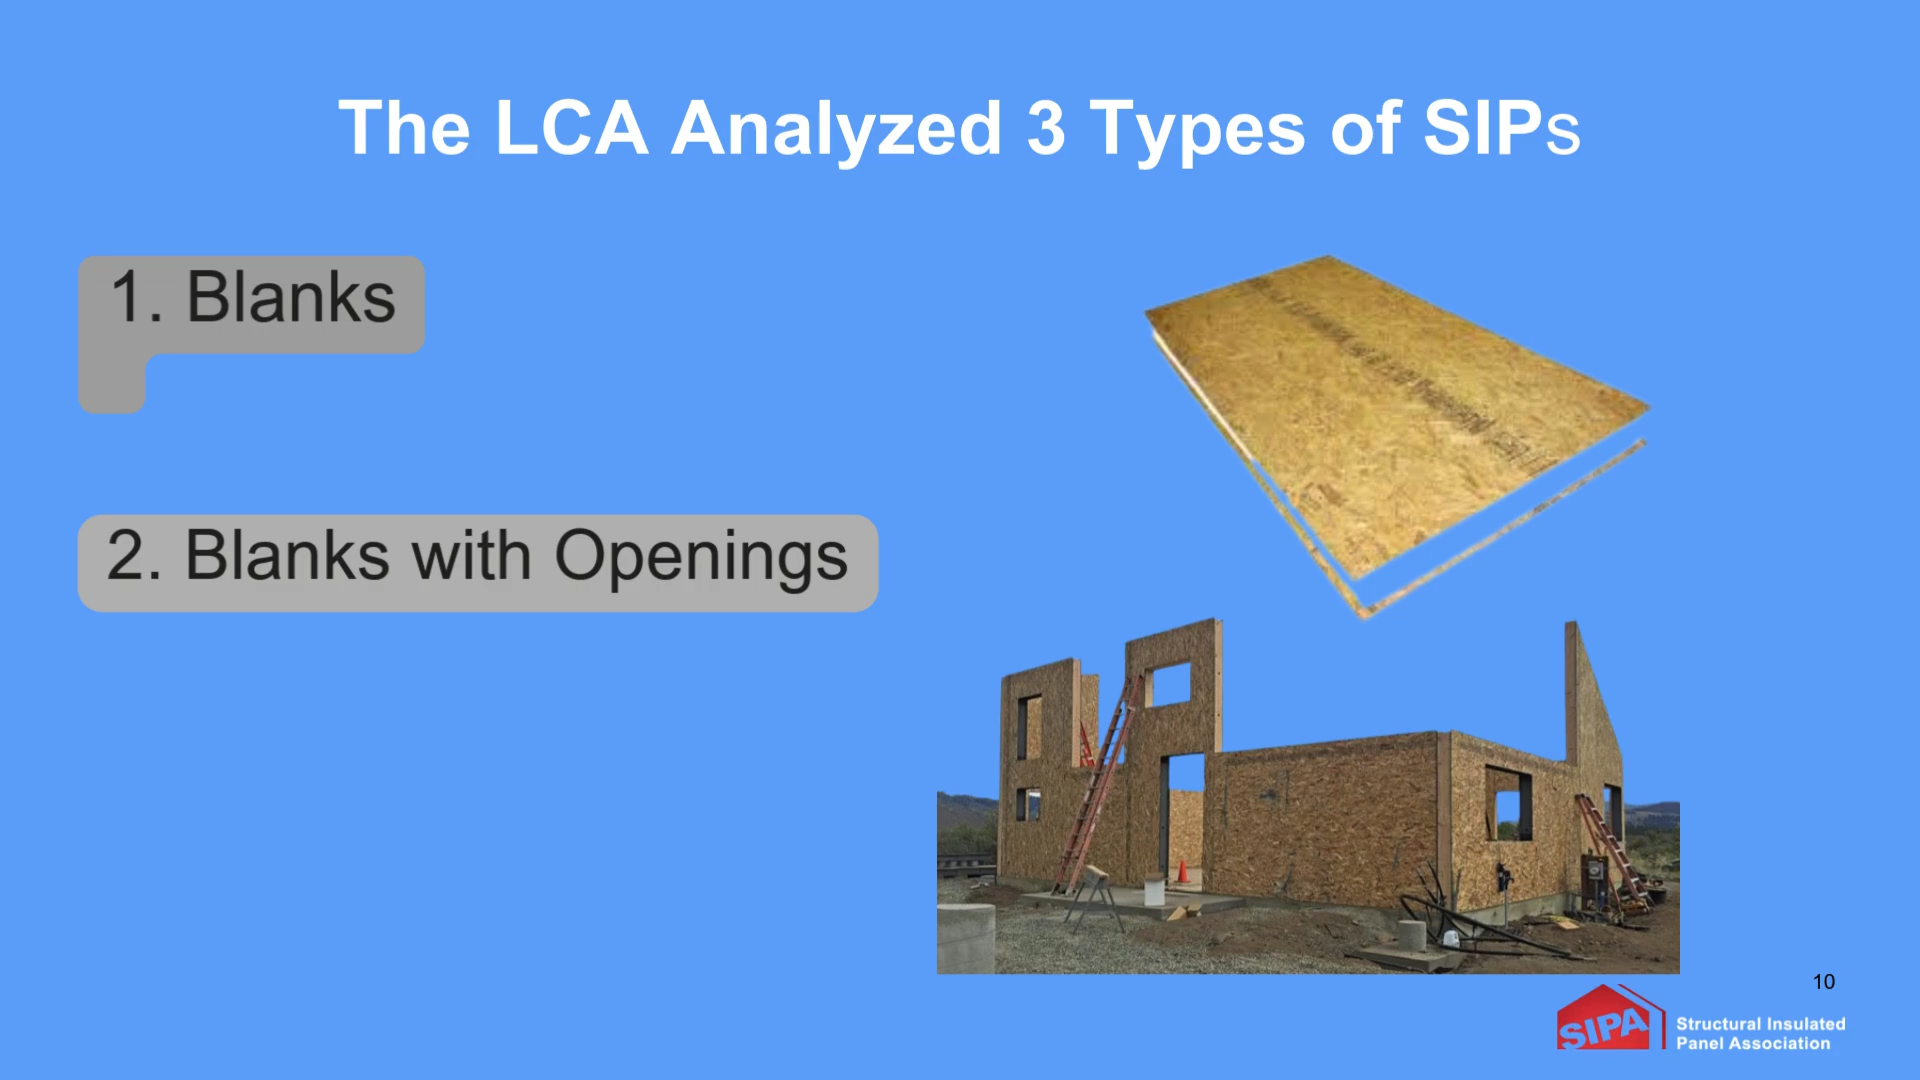 The LCA Analyzed 3 Types of SIPs
1. Blanks
2. Blanks with Openings
10
SIPA
Structural Insulated
Panel Association